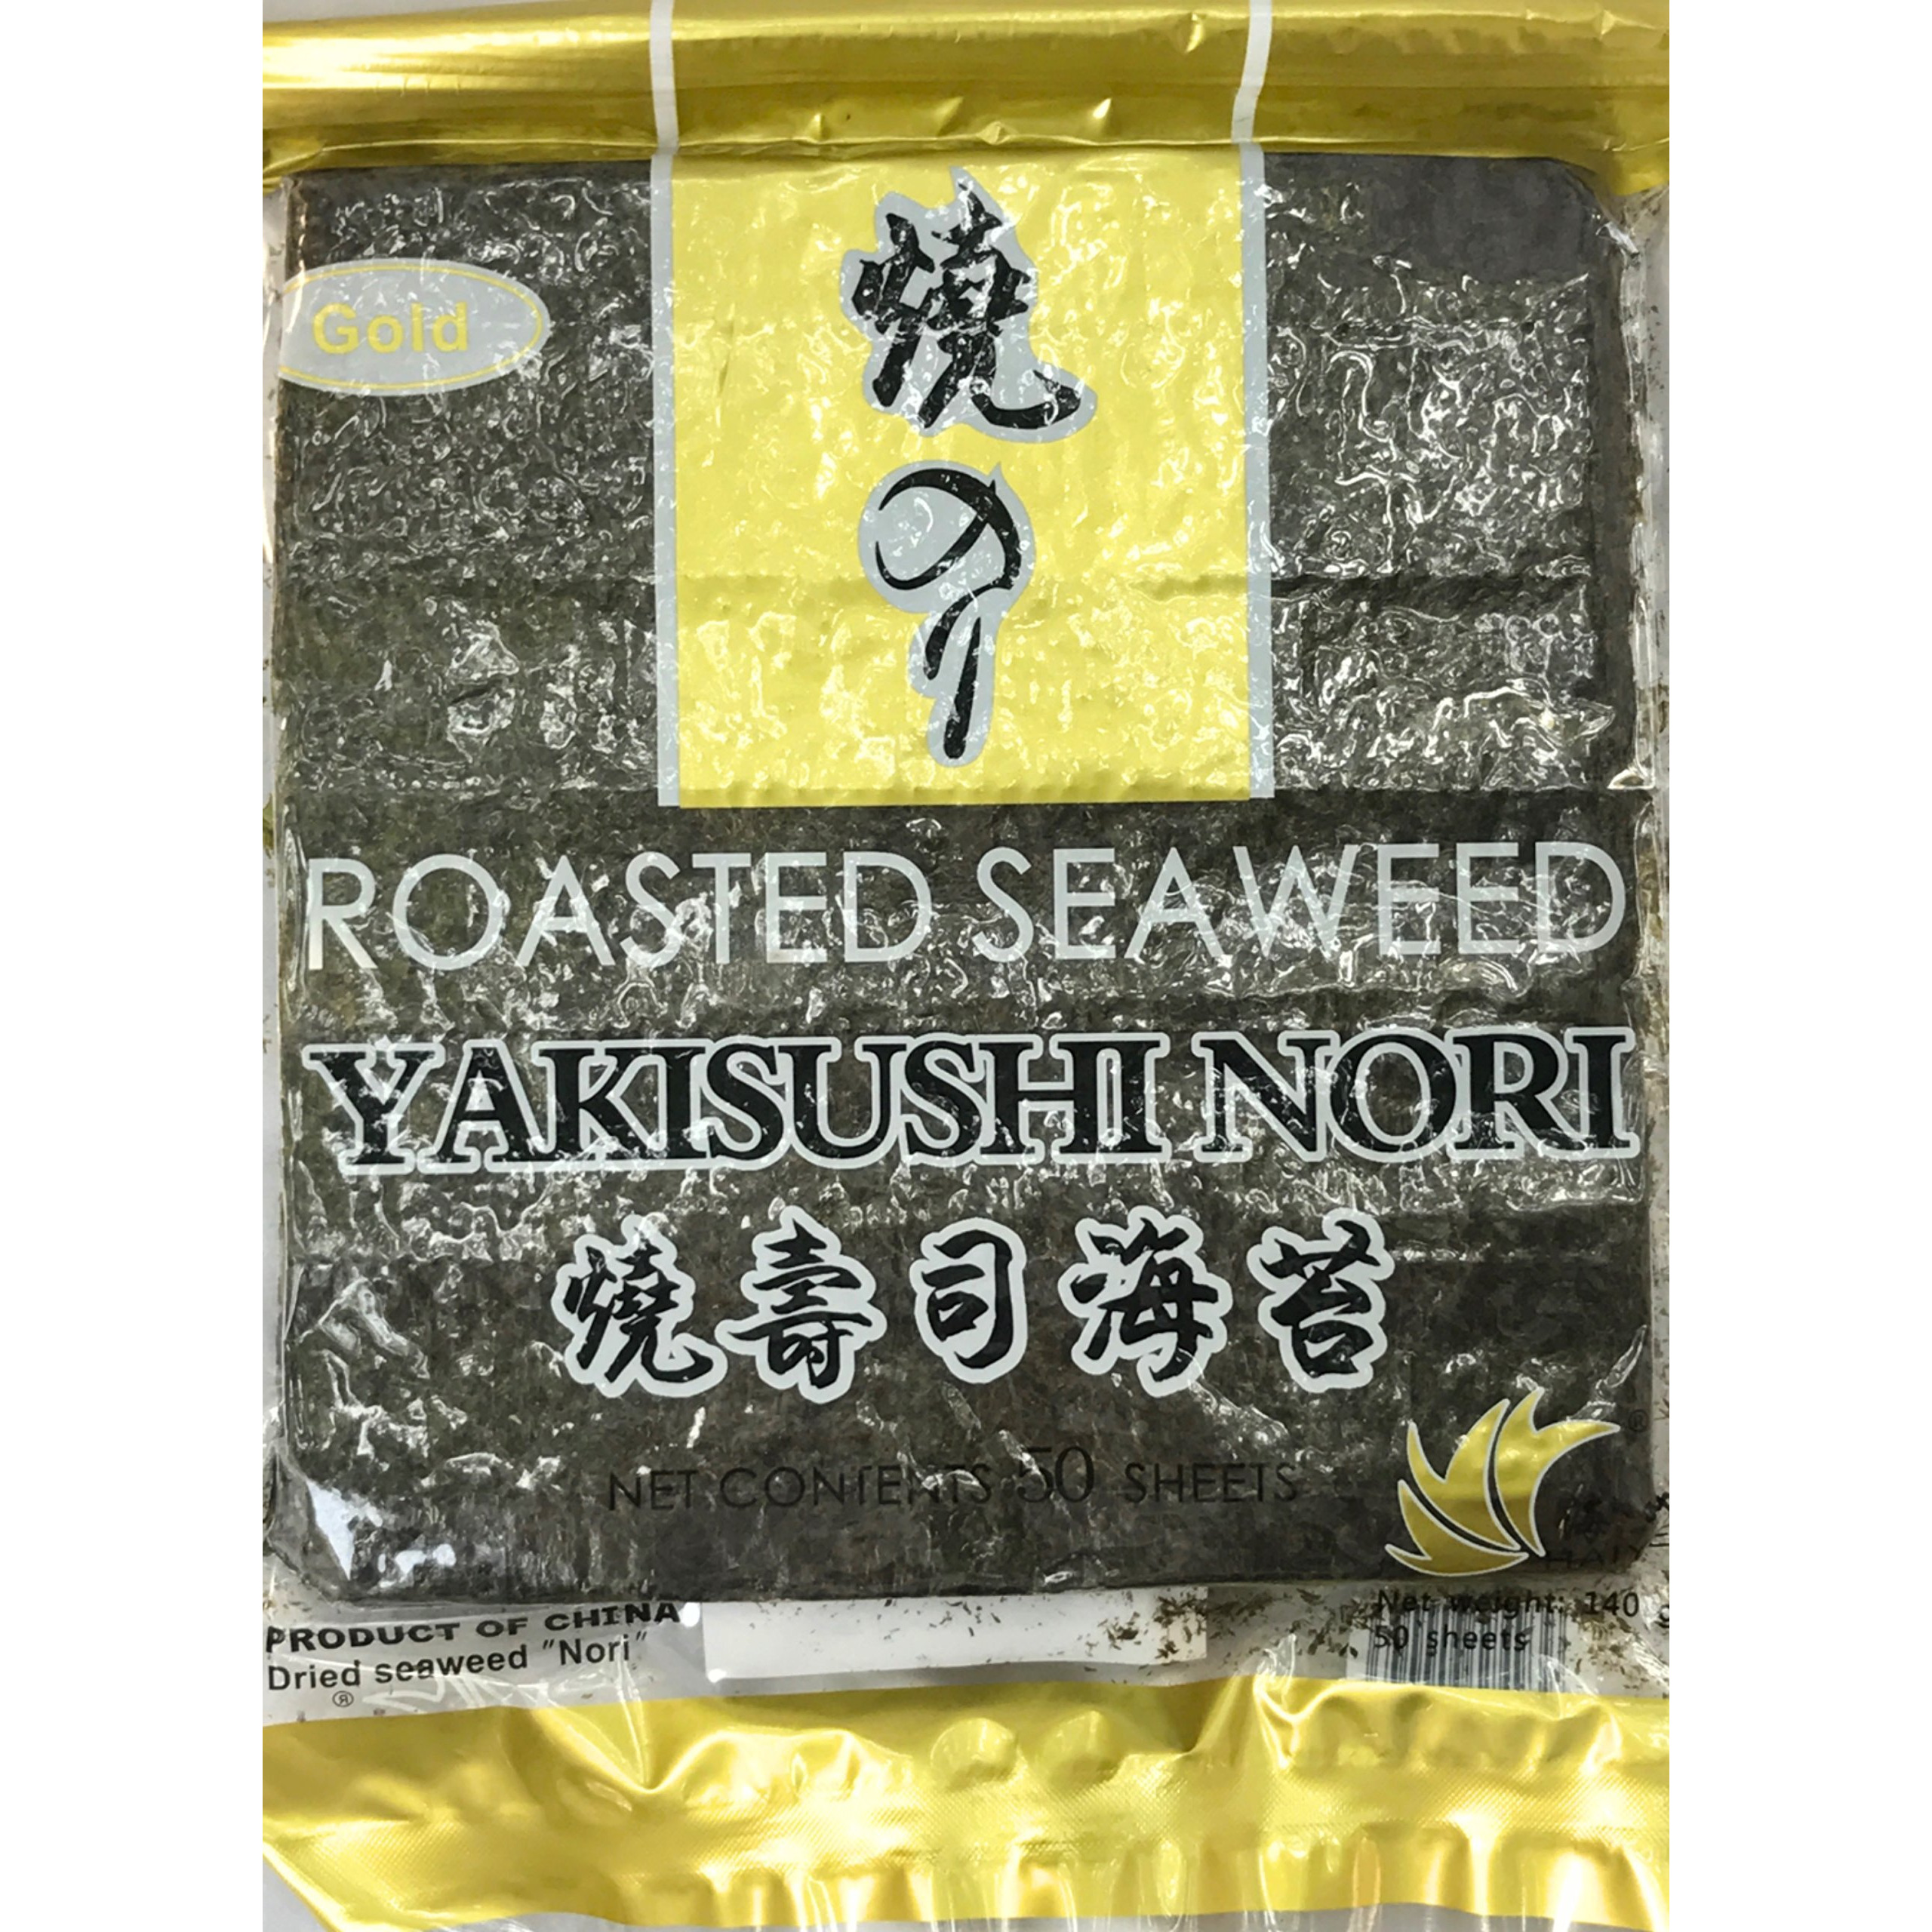 Gold
焼のり
ROASTED SEAWEED
YAKISUSHI NORI
燒壽司海苔
NET CONTENTS 50 SHEETS
®
PRODUCT OF CHINA
Dried seaweed "Nori"
®
Net weight: 140 g
50 sheets